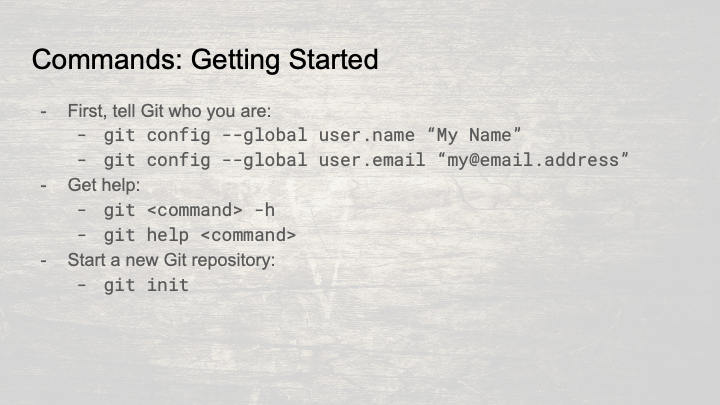 Commands: Getting Started
- First, tell Git who you are:
- git config --global user.name “My Name”
- git config --global user.email “my@email.address”
- Get help:
- git <command> -h
- git help <command>
- Start a new Git repository:
- git init